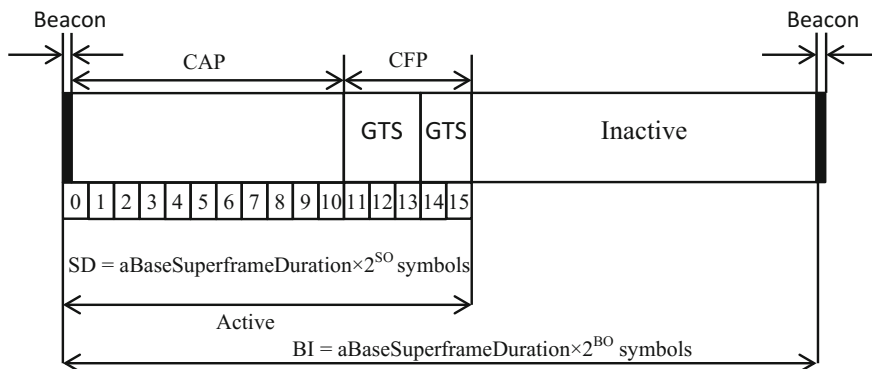 Beacon Beacon
CAP CFP
GTS GTS Inactive
0 1 2 3 4 5 6 7 8 9 10 11 12 13 14 15
SD = aBaseSuperframeDuration×2^SO symbols
Active
BI = aBaseSuperframeDuration×2^BO symbols